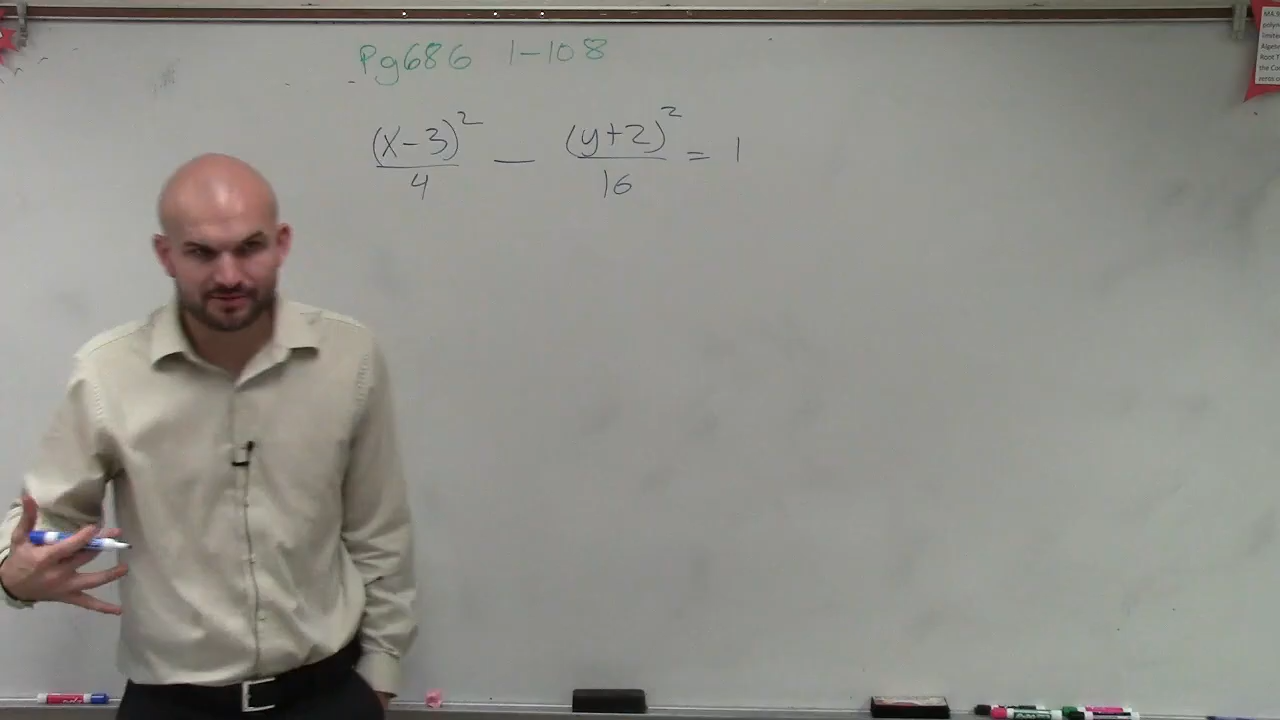 Pg686 1-108
(x-3)²/4 — (y+2)²/16 = 1